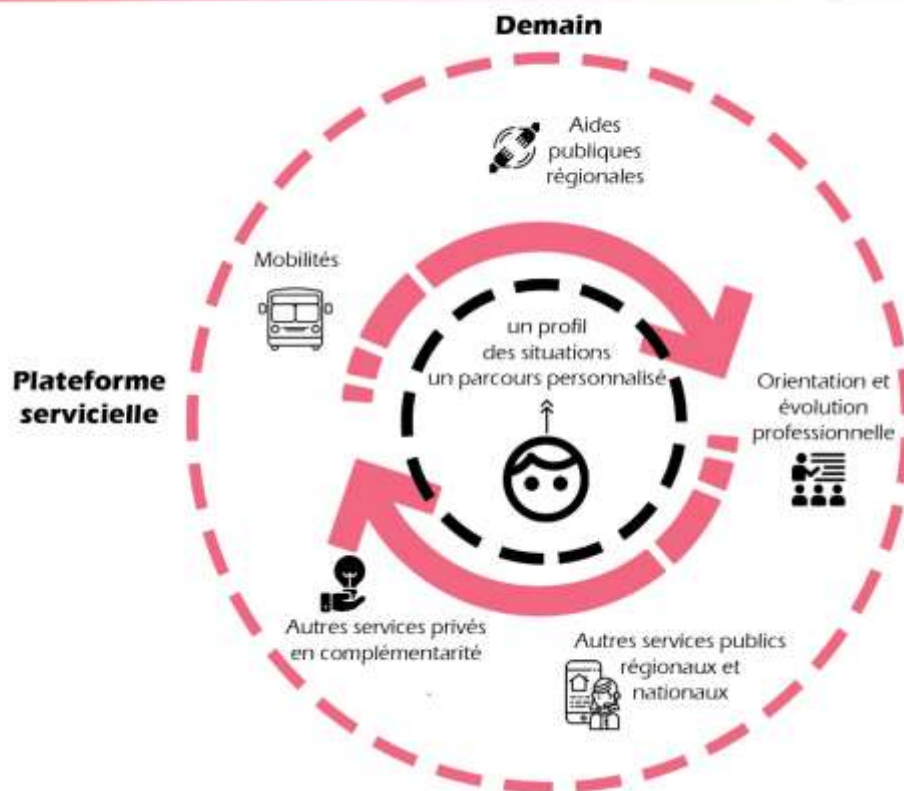 Demain
Aides
publiques
régionales
Mobilités
un profil
des situations
un parcours personnalisé
Plateforme
servicielle
Orientation et
évolution
professionnelle
Autres services privés
en complémentarité
Autres services publics
régionaux et
nationaux